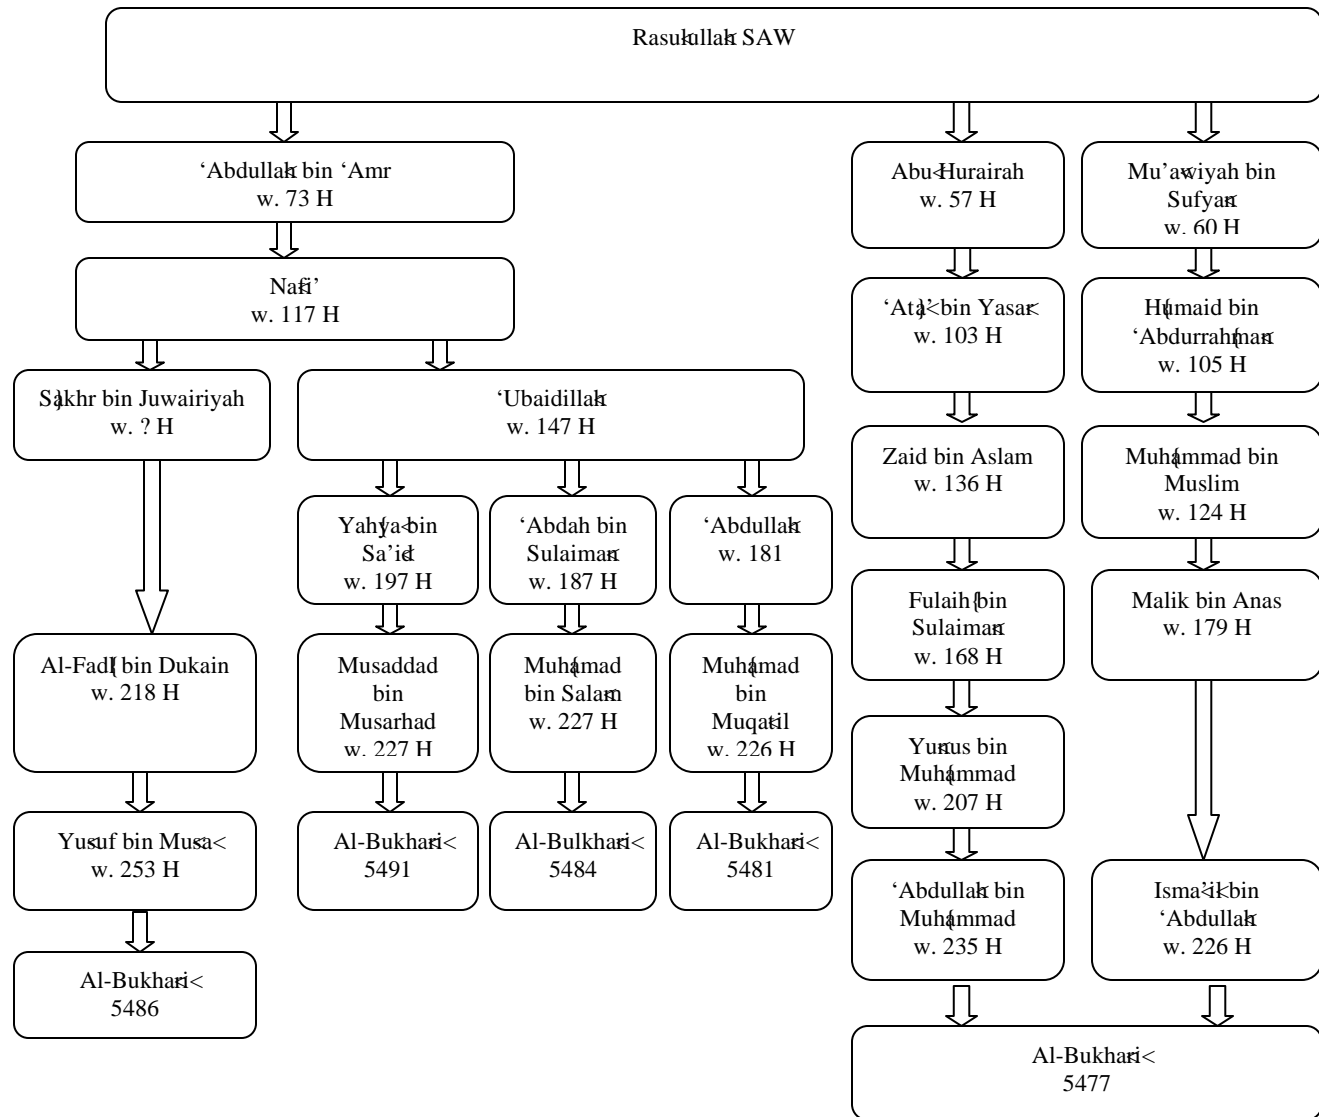 Rasulullah SAW
‘Abdullah bin ‘Amr
w. 73 H
Abu Hurairah
w. 57 H
Mu’awiyah bin
Sufyan
w. 60 H
Nafi’
w. 117 H
‘Ata’ bin Yasar
w. 103 H
Humaid bin
‘Abdurrahman
w. 105 H
Sakhr bin Juwairiyah
w. ? H
‘Ubaidillah
w. 147 H
Zaid bin Aslam
w. 136 H
Muhammad bin
Muslim
w. 124 H
Yahya bin
Sa’id
w. 197 H
‘Abdah bin
Sulaiman
w. 187 H
‘Abdullah
w. 181
Fulaih bin
Sulaiman
w. 168 H
Malik bin Anas
w. 179 H
Al-Fadl bin Dukain
w. 218 H
Musaddad
bin
Musarhad
w. 227 H
Muhamad
bin Salam
w. 227 H
Muhamad
bin
Muqatil
w. 226 H
Yunus bin
Muhammad
w. 207 H
Yusuf bin Musa
w. 253 H
Al-Bukhari
5491
Al-Bulkhari
5484
Al-Bukhari
5481
‘Abdullah bin
Muhammad
w. 235 H
Isma’il bin
‘Abdullah
w. 226 H
Al-Bukhari
5486
Al-Bukhari
5477